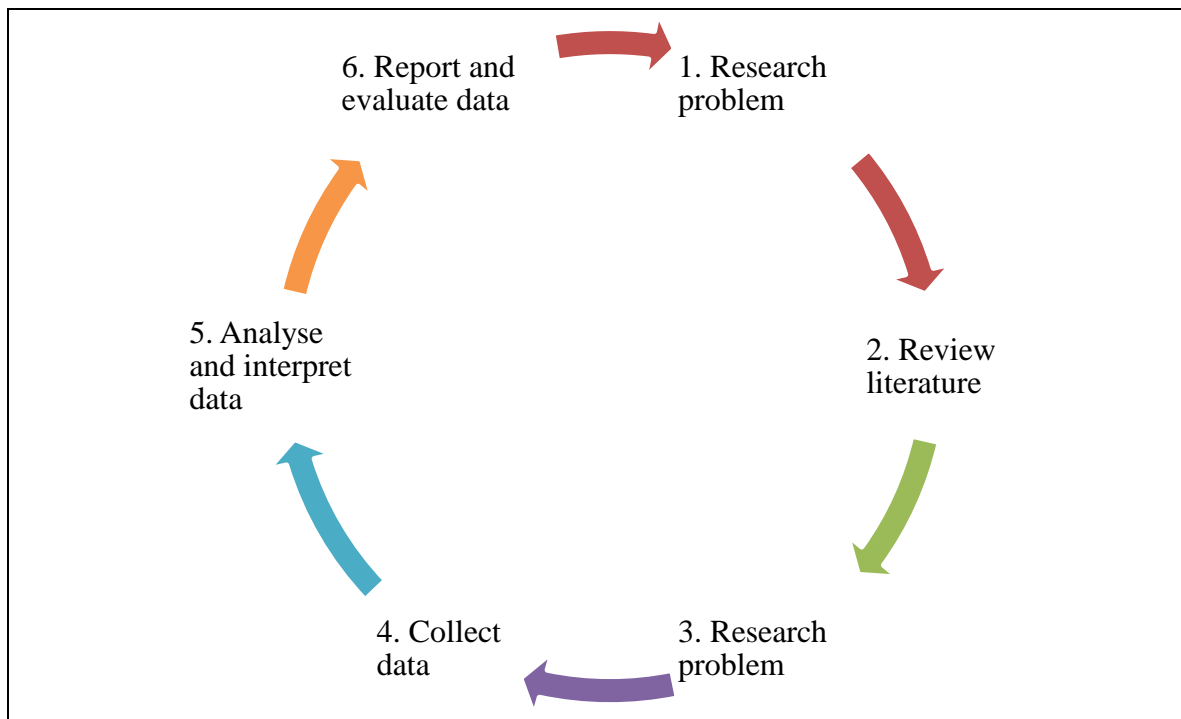 1. Research
problem
2. Review
literature
3. Research
problem
4. Collect
data
5. Analyse
and interpret
data
6. Report and
evaluate data